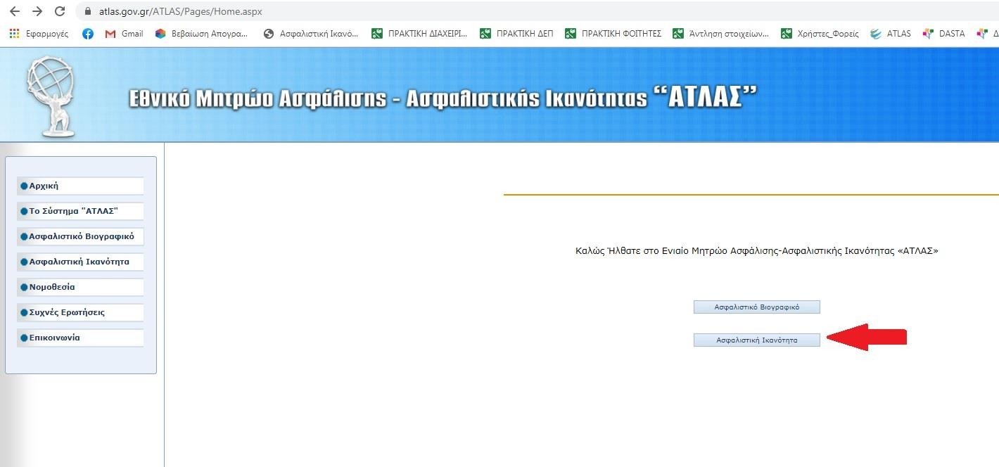 atlas.gov.gr/ATLAS/Pages/Home.aspx
Εφαρμογές Gmail Βεβαίωση Απογρα... Ασφαλιστική Ικανό... ΠΡΑΚΤΙΚΗ ΔΙΑΧΕΙΡΙ... ΠΡΑΚΤΙΚΗ ΔΕΠ ΠΡΑΚΤΙΚΗ ΦΟΙΤΗΤΕΣ Άντληση στοιχείων... Χρήστες_Φορείς ATLAS DASTA Δ
Εθνικό Μητρώο Ασφάλισης - Ασφαλιστικής Ικανότητας “ΑΤΛΑΣ”
Αρχική
Το Σύστημα "ΑΤΛΑΣ"
Ασφαλιστικό Βιογραφικό
Ασφαλιστική Ικανότητα
Νομοθεσία
Συχνές Ερωτήσεις
Επικοινωνία
Καλώς Ήλθατε στο Ενιαίο Μητρώο Ασφάλισης-Ασφαλιστικής Ικανότητας «ΑΤΛΑΣ»
Ασφαλιστικό Βιογραφικό
Ασφαλιστική Ικανότητα